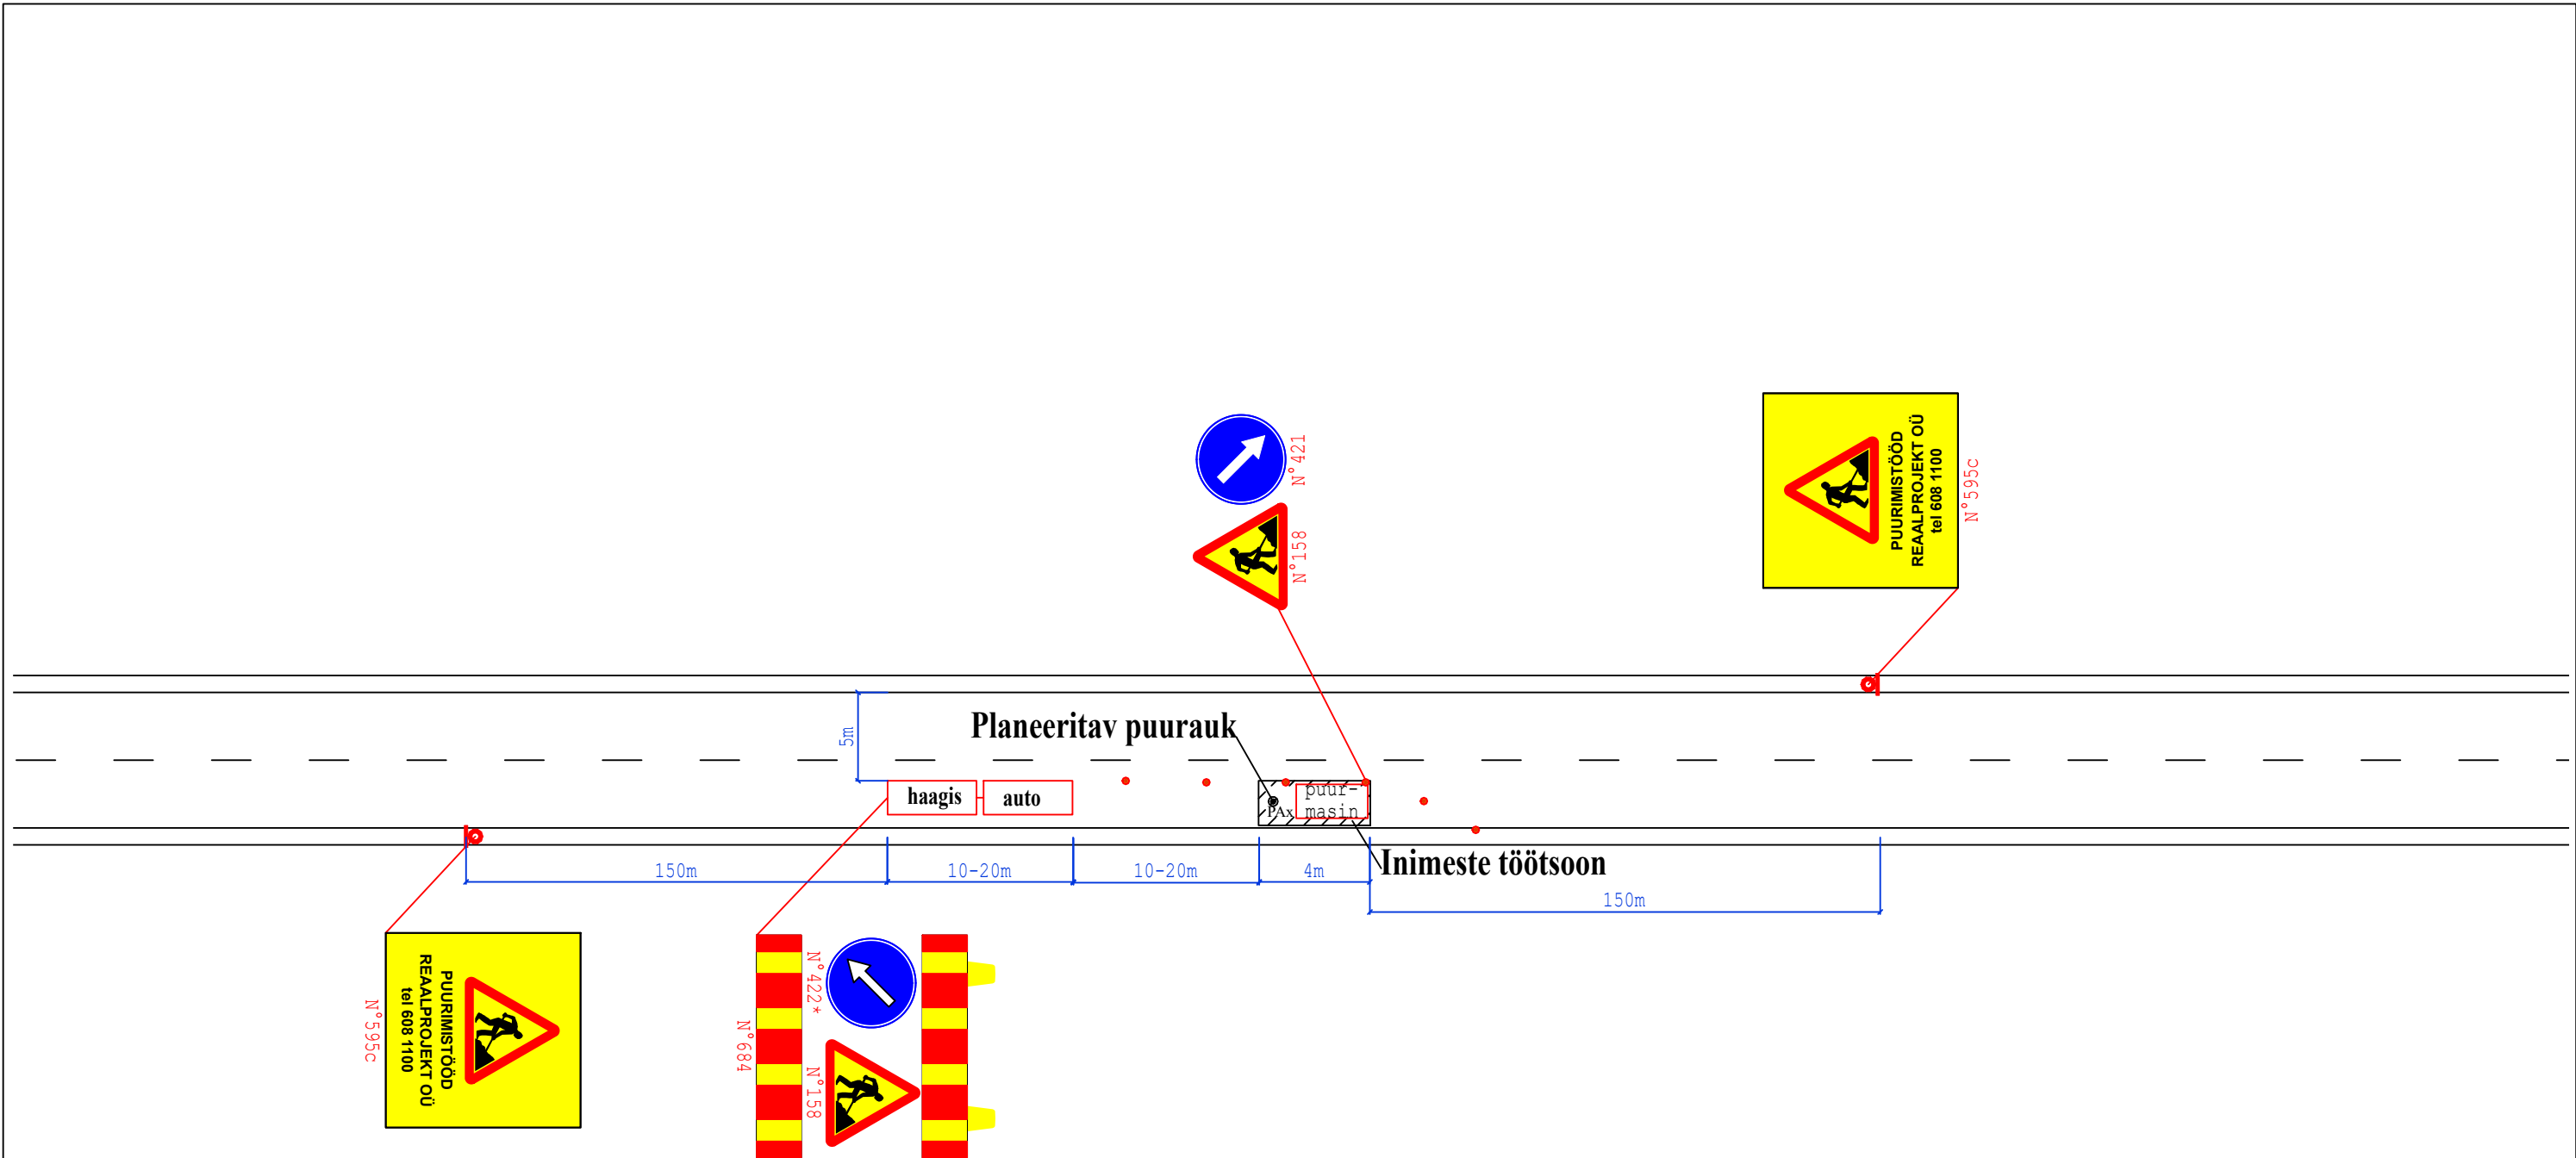 N°421
N°158
PUURIMISTÖÖD
REAALPROJEKT OÜ
tel 608 1100
N°595c
5m
Planeeritav puurauk
haagis
auto
PAx
puur-
masin
Inimeste töötsoon
150m
10-20m
10-20m
4m
150m
PUURIMISTÖÖD
REAALPROJEKT OÜ
tel 608 1100
N°595c
N°684
N°422*
N°158